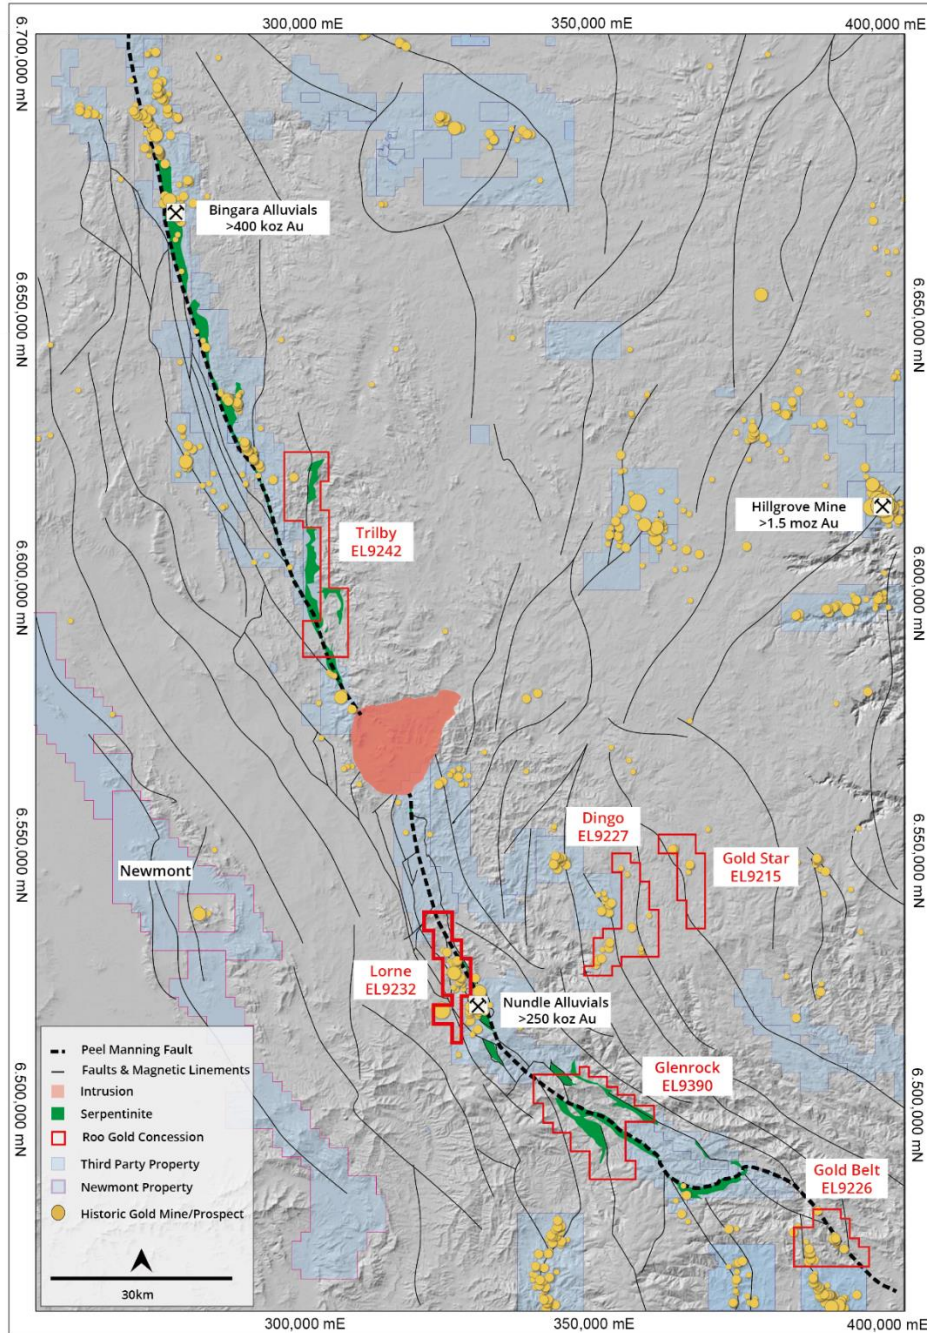 300,000 mE
350,000 mE
400,000 mE
6.700,000 mN
Bingara Alluvials
>400 koz Au
6.650,000 mN
6.650,000 mN
Trilby
EL9242
Hillgrove Mine
>1.5 moz Au
6.600,000 mN
6.600,000 mN
Dingo
EL9227
Gold Star
EL9215
6.550,000 mN
6.550,000 mN
Newmont
Lorne
EL9232
Nundle Alluvials
>250 koz Au
Glenrock
EL9390
6.500,000 mN
6.500,000 mN
Gold Belt
EL9226
Peel Manning Fault
Faults & Magnetic Linements
Intrusion
Serpentinite
Roo Gold Concession
Third Party Property
Newmont Property
Historic Gold Mine/Prospect
30km
300,000 mE
350,000 mE
400,000 mE